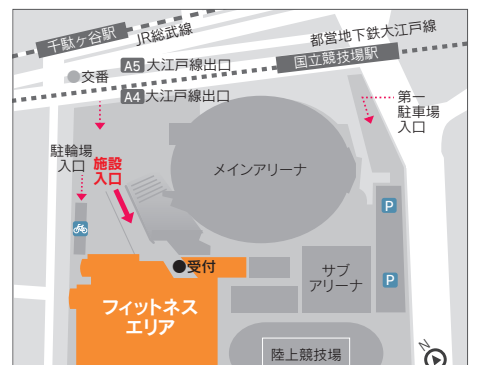 千駄ヶ谷駅
JR総武線
都営地下鉄大江戸線
国立競技場駅
A5 大江戸線出口
交番
A4 大江戸線出口
第一
駐車場
入口
駐輪場
入口
施設
入口
メインアリーナ
P
受付
サブ
アリーナ
P
フィットネス
エリア
陸上競技場
N